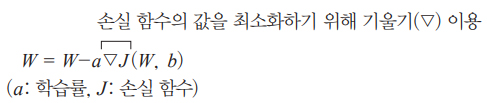 손실 함수의 값을 최소화하기 위해 기울기(▽) 이용
W = W−a▽J(W, b)
(a: 학습률, J: 손실 함수)